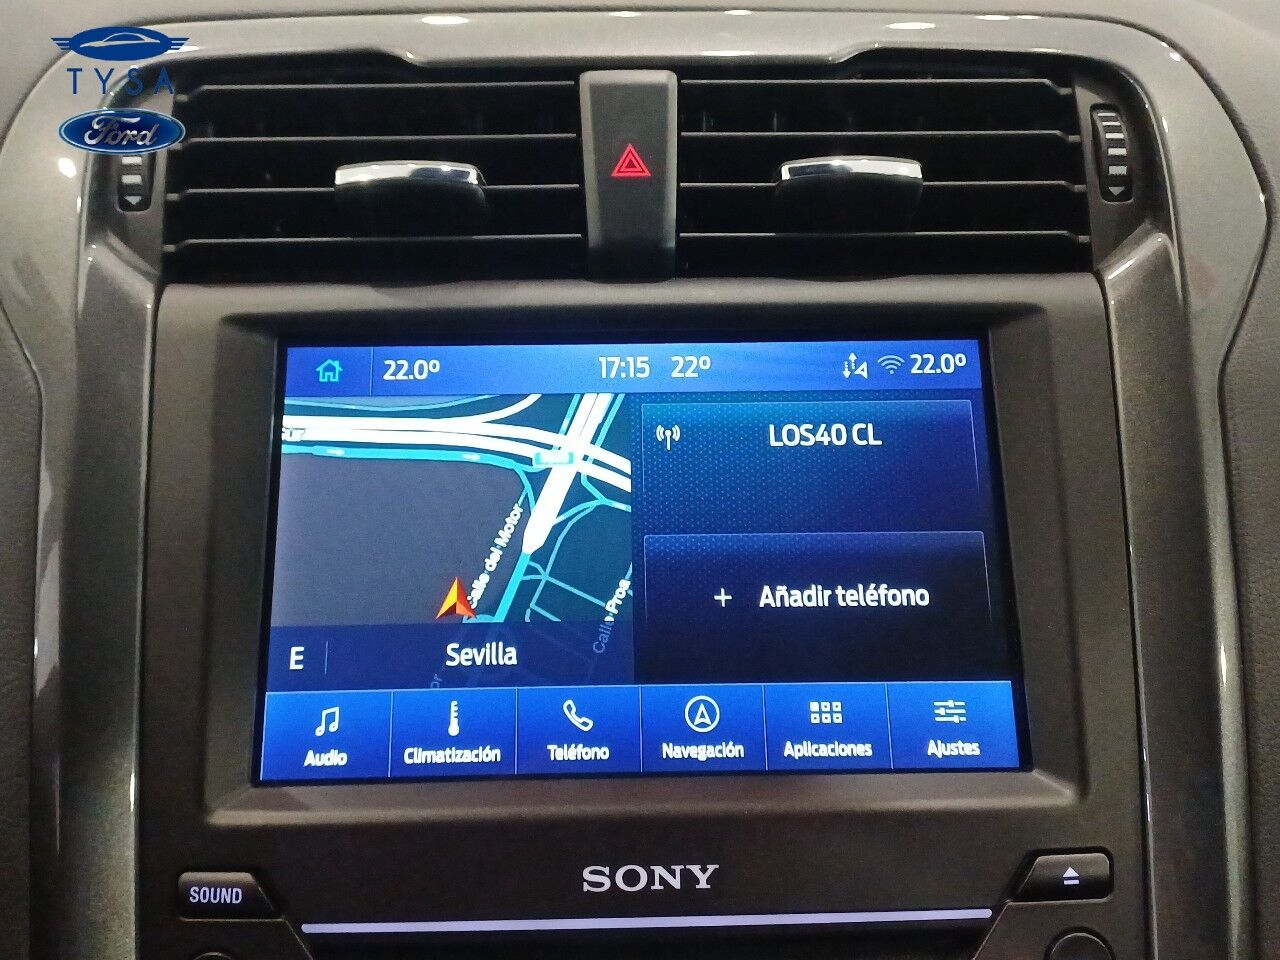 TYSA
Ford
22.0º
17:15 22º
22.0º
LOS40 CL
Calle del Motor
Calle Proa
+ Añadir teléfono
E
Sevilla
Audio
Climatización
Teléfono
Navegación
Aplicaciones
Ajustes
SONY
SOUND